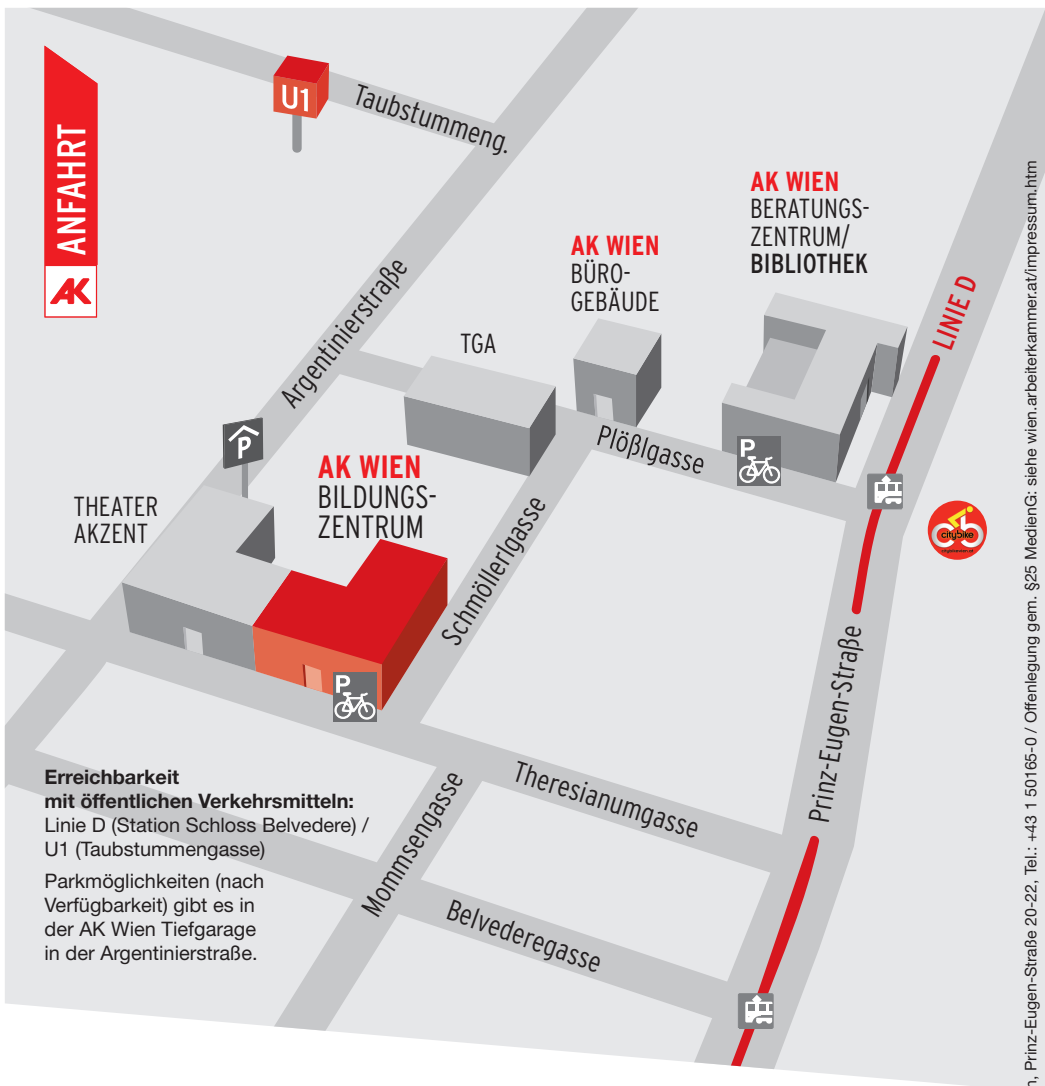 ANFAHRT
AK
U1
Taubstummeng.
Argentinierstraße
AK WIEN
BERATUNGS-
ZENTRUM/
BIBLIOTHEK
AK WIEN
BÜRO-
GEBÄUDE
LINIE D
TGA
Plößlgasse
P
P
AK WIEN
BILDUNGS-
ZENTRUM
THEATER
AKZENT
Schmöllerlgasse
citybike
P
Prinz-Eugen-Straße
Theresianumgasse
Mommsengasse
Belvederegasse
Erreichbarkeit
mit öffentlichen Verkehrsmitteln:
Linie D (Station Schloss Belvedere) /
U1 (Taubstummengasse)
Parkmöglichkeiten (nach
Verfügbarkeit) gibt es in
der AK Wien Tiefgarage
in der Argentinierstraße.
Prinz-Eugen-Straße 20-22, Tel.: +43 1 50165-0 / Offenlegung gem. §25 MedienG: siehe wien.arbeiterkammer.at/impressum.htm